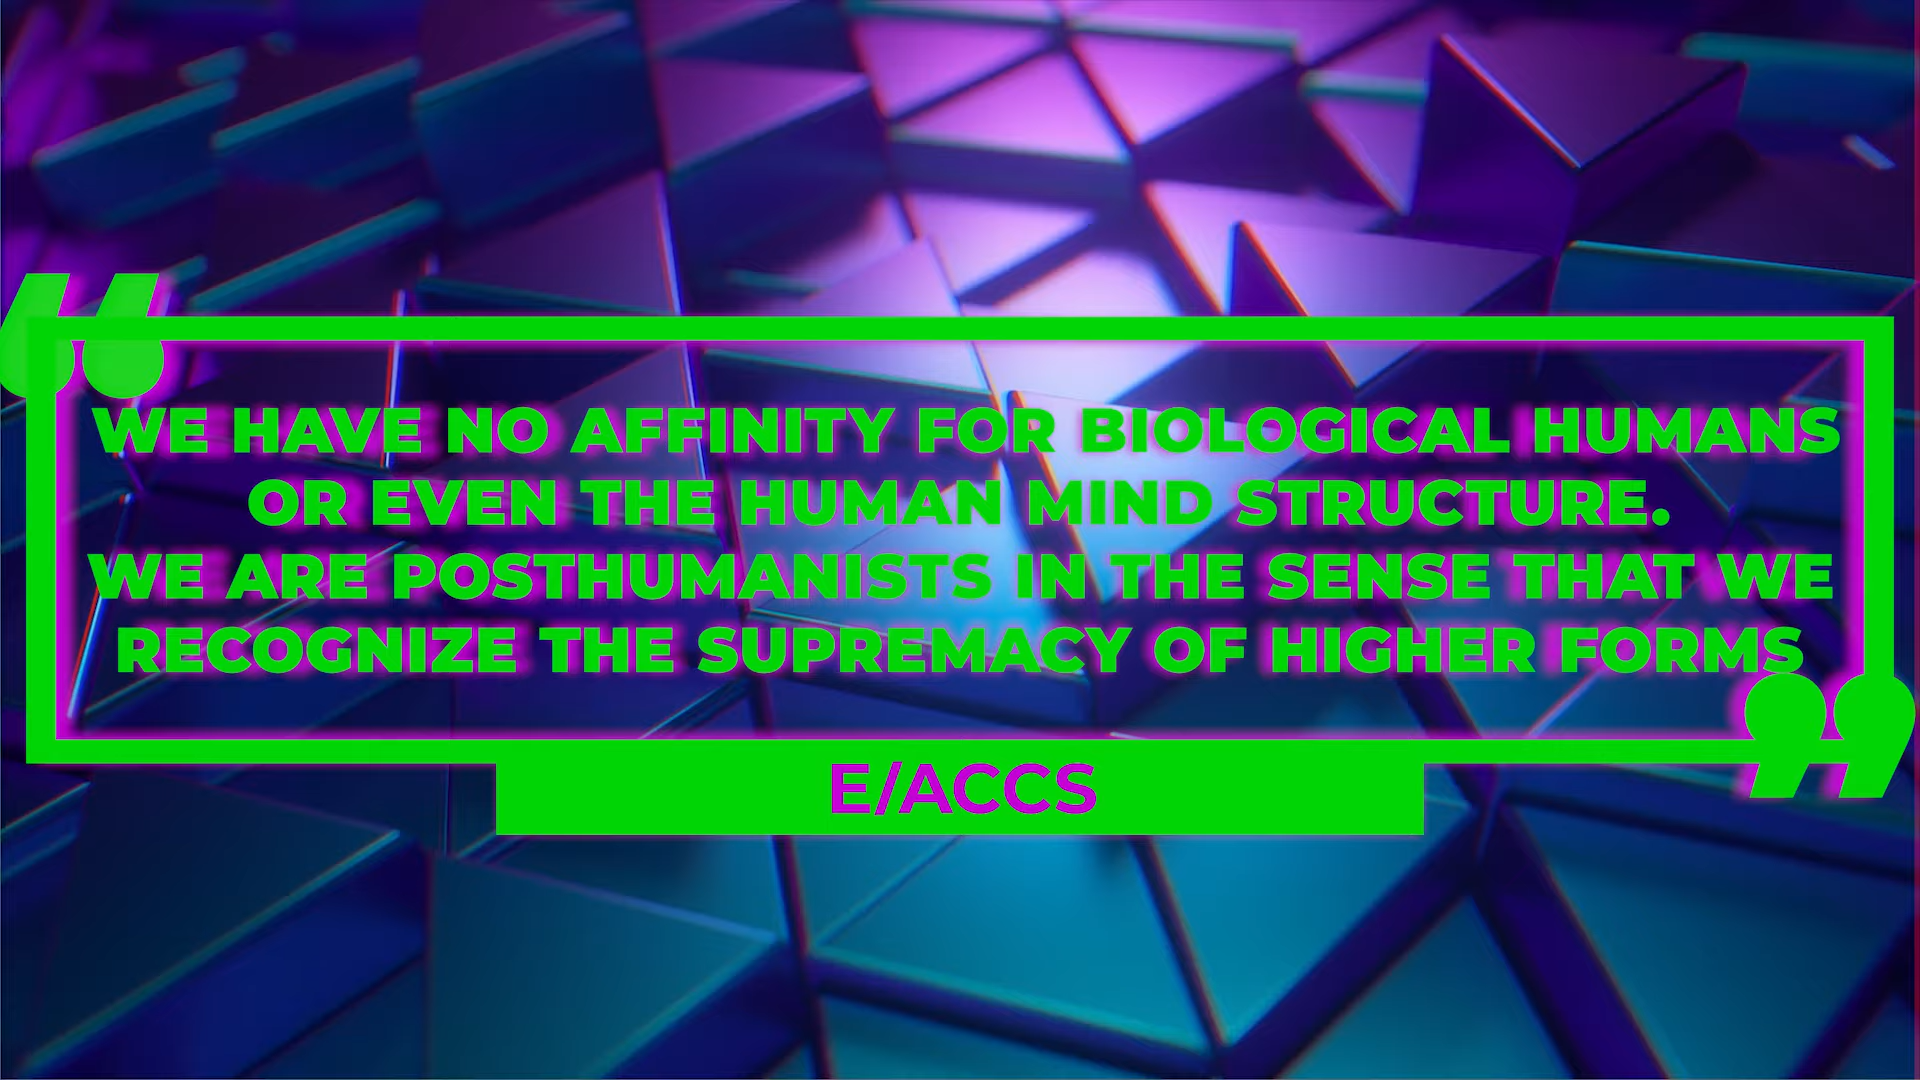 WE HAVE NO AFFINITY FOR BIOLOGICAL HUMANS
OR EVEN THE HUMAN MIND STRUCTURE.
WE ARE POSTHUMANISTS IN THE SENSE THAT WE
RECOGNIZE THE SUPREMACY OF HIGHER FORMS
E/ACCS